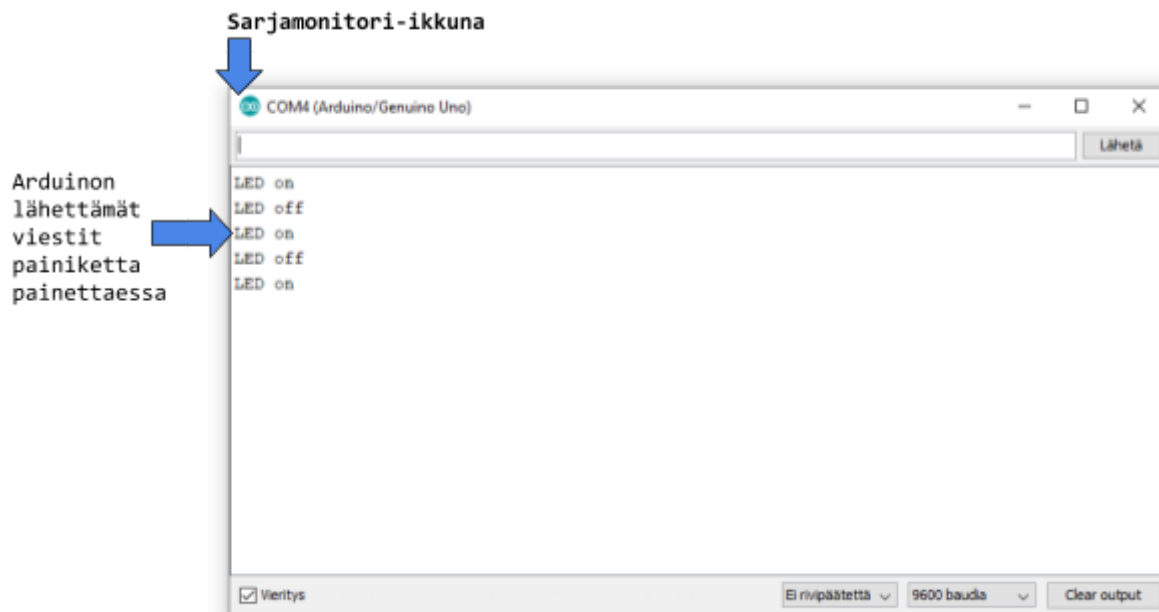 Sarjamonitori-ikkuna
COM4 (Arduino/Genuino Uno)
Lähetä
Arduinon
lähettämät
viestit
painiketta
painettaessa
LED on
LED off
LED on
LED off
LED on
Vieritys
Ei rivipäätettä
9600 baudia
Clear output